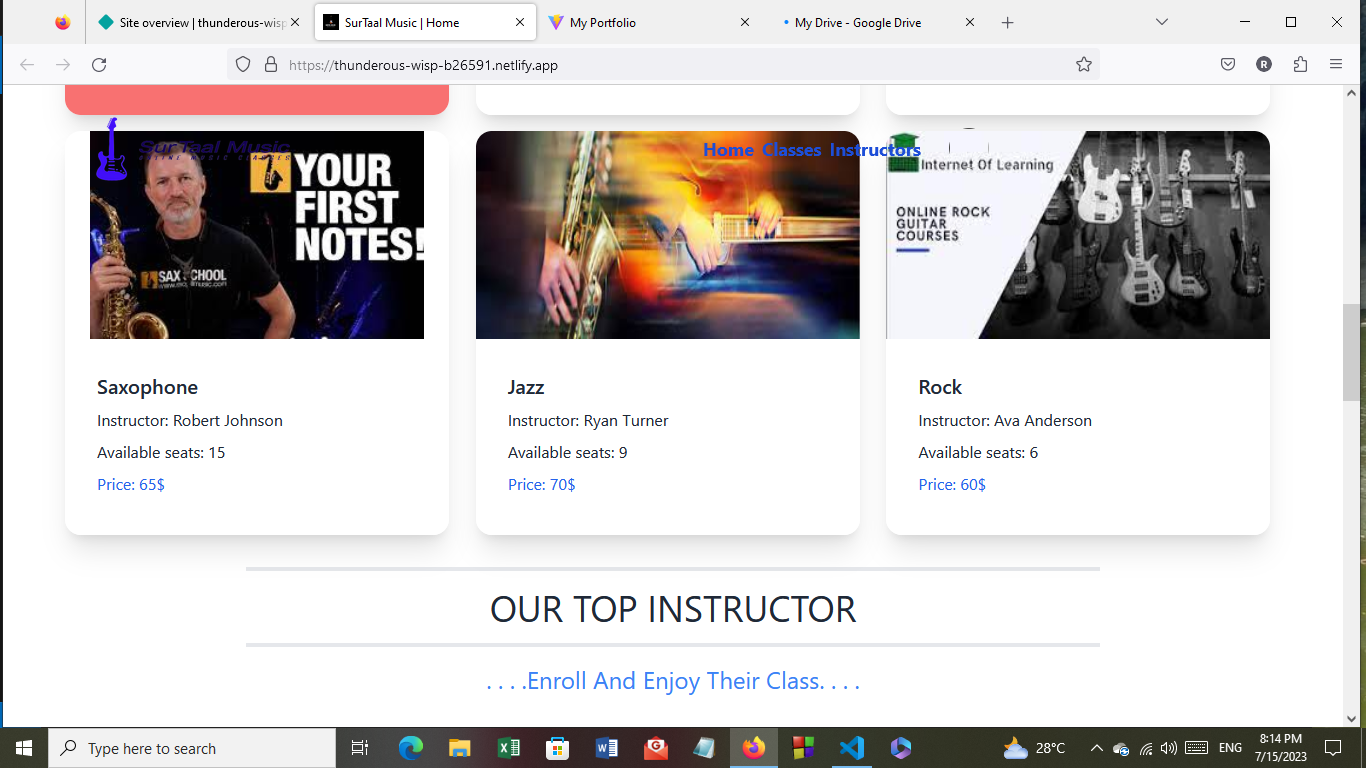 Site overview | thunderous-wisp
SurTaal Music | Home
My Portfolio
My Drive - Google Drive
https://thunderous-wisp-b26591.netlify.app
R
SurTaal Music
ONLINE MUSIC CLASSES
Home Classes Instructors
YOUR
FIRST
NOTES!
SAX SCHOOL
Internet Of Learning
ONLINE ROCK
GUITAR
COURSES
Saxophone
Instructor: Robert Johnson
Available seats: 15
Price: 65$
Jazz
Instructor: Ryan Turner
Available seats: 9
Price: 70$
Rock
Instructor: Ava Anderson
Available seats: 6
Price: 60$
OUR TOP INSTRUCTOR
. . . .Enroll And Enjoy Their Class. . . .
Type here to search
28°C
ENG
8:14 PM
7/15/2023